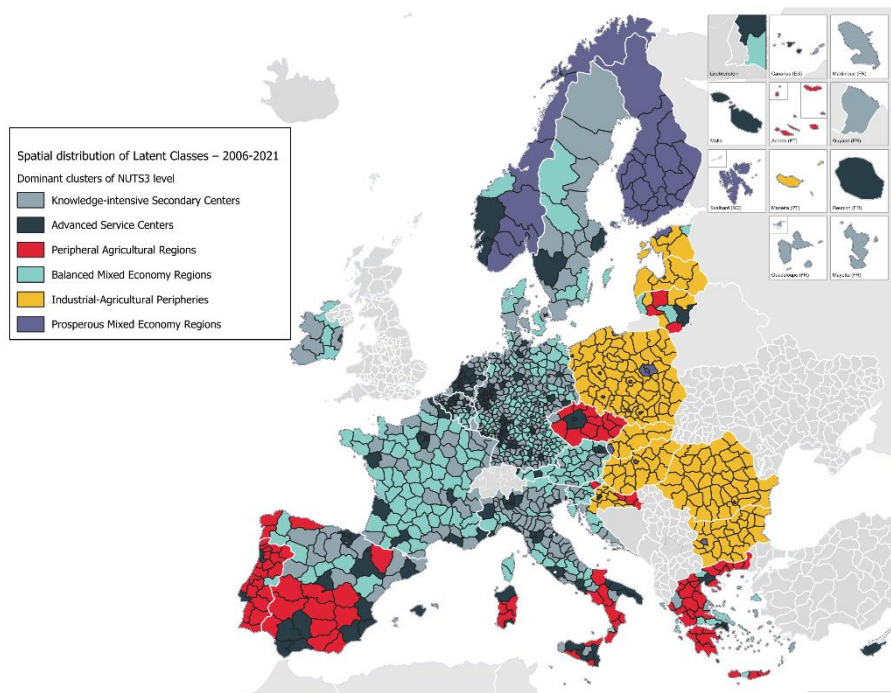 Liechtenstein
Canarias (ES)
Martinique (FR)
Malta
Azores (PT)
Guyane (FR)
Svalbard (NO)
Madeira (PT)
Reunion (FR)
Guadeloupe (FR)
Mayotte (FR)
Spatial distribution of Latent Classes – 2006-2021
Dominant clusters of NUTS3 level
Knowledge-intensive Secondary Centers
Advanced Service Centers
Peripheral Agricultural Regions
Balanced Mixed Economy Regions
Industrial-Agricultural Peripheries
Prosperous Mixed Economy Regions